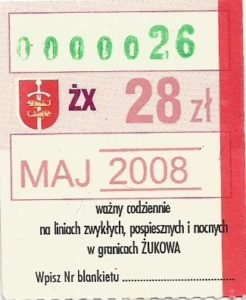 0000026
ŻX 28 zł
MAJ 2008
ważny codziennie
na liniach zwykłych, pospiesznych i nocnych
w granicach ŻUKOWA
Wpisz Nr blankietu ....................